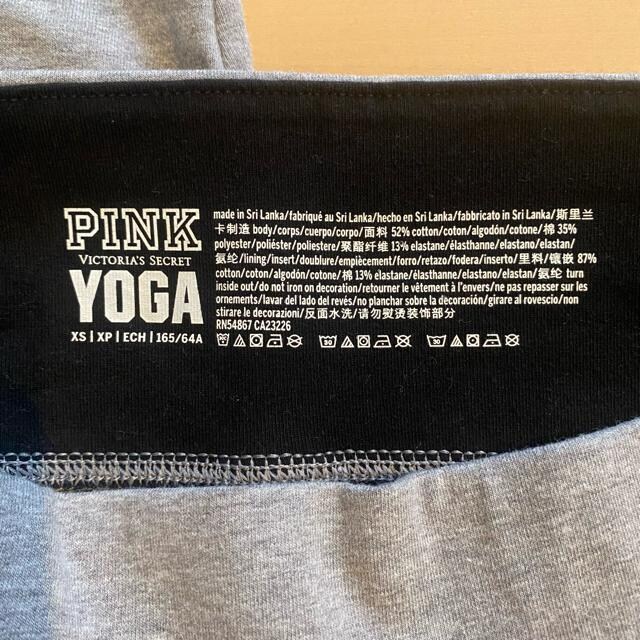 PINK
VICTORIA'S SECRET
YOGA
XS | XP | ECH | 165/64A
made in Sri Lanka/fabriqué au Sri Lanka/hecho en Sri Lanka/fabbricato in Sri Lanka/斯里兰
卡制造 body/corps/cuerpo/corpo/面料 52% cotton/coton/algodón/cotone/棉 35%
polyester/poliéster/poliestere/聚酯纤维 13% elastane/élasthanne/elastano/elastan/
氨纶/lining/insert/doublure/empiècement/forro/retazo/fodera/inserto/里料/镶嵌 87%
cotton/coton/algodón/cotone/棉 13% elastane/élasthanne/elastano/elastan/氨纶 turn
inside out/do not iron on decoration/retourner le vêtement à l'envers/ne pas repasser sur les
ornements/lavar del lado del revés/no planchar sobre la decoración/girare al rovescio/non
stirare le decorazioni/反面水洗/请勿熨烫装饰部分
RN54867 CA23226
30 30